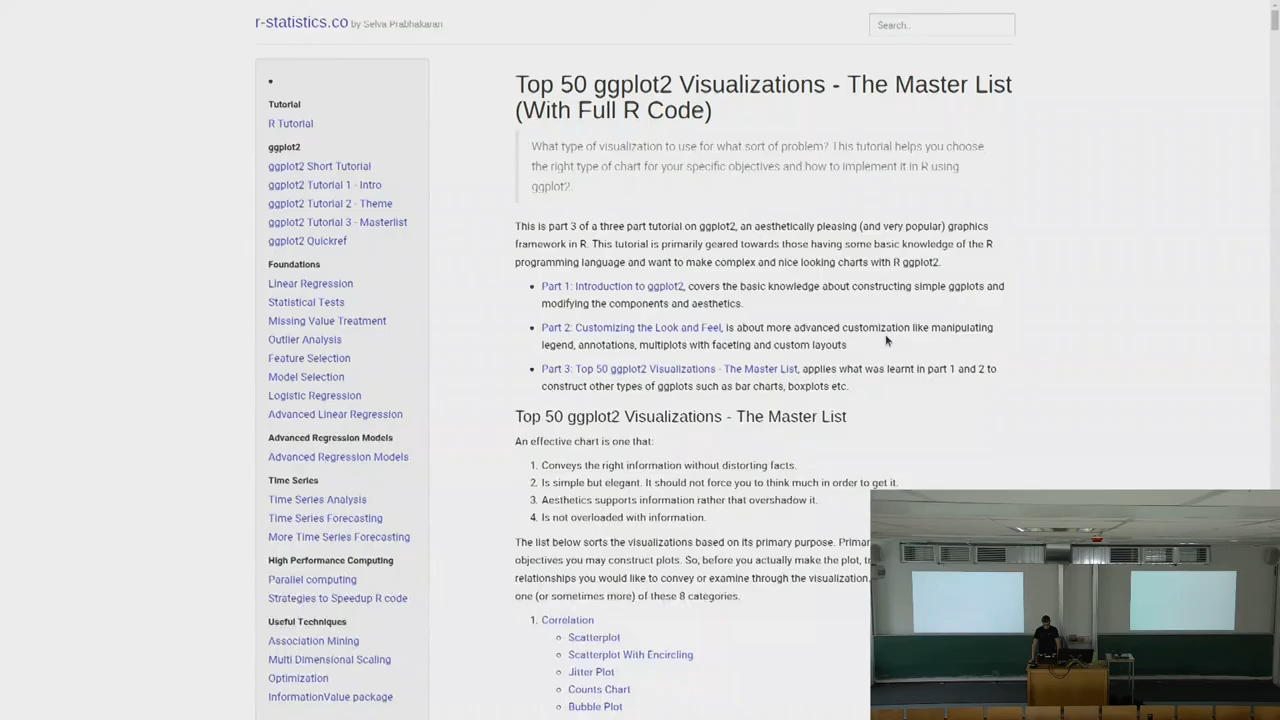 r-statistics.co by Selva Prabhakaran
Search..
Tutorial
R Tutorial
ggplot2
ggplot2 Short Tutorial
ggplot2 Tutorial 1 - Intro
ggplot2 Tutorial 2 - Theme
ggplot2 Tutorial 3 - Masterlist
ggplot2 Quickref
Foundations
Linear Regression
Statistical Tests
Missing Value Treatment
Outlier Analysis
Feature Selection
Model Selection
Logistic Regression
Advanced Linear Regression
Advanced Regression Models
Advanced Regression Models
Time Series
Time Series Analysis
Time Series Forecasting
More Time Series Forecasting
High Performance Computing
Parallel computing
Strategies to Speedup R code
Useful Techniques
Association Mining
Multi Dimensional Scaling
Optimization
InformationValue package
Top 50 ggplot2 Visualizations - The Master List
(With Full R Code)
What type of visualization to use for what sort of problem? This tutorial helps you choose
the right type of chart for your specific objectives and how to implement it in R using
ggplot2.
This is part 3 of a three part tutorial on ggplot2, an aesthetically pleasing (and very popular) graphics
framework in R. This tutorial is primarily geared towards those having some basic knowledge of the R
programming language and want to make complex and nice looking charts with R ggplot2.
• Part 1: Introduction to ggplot2, covers the basic knowledge about constructing simple ggplots and
modifying the components and aesthetics.
• Part 2: Customizing the Look and Feel, is about more advanced customization like manipulating
legend, annotations, multiplots with faceting and custom layouts
• Part 3: Top 50 ggplot2 Visualizations - The Master List, applies what was learnt in part 1 and 2 to
construct other types of ggplots such as bar charts, boxplots etc.
Top 50 ggplot2 Visualizations - The Master List
An effective chart is one that:
1. Conveys the right information without distorting facts.
2. Is simple but elegant. It should not force you to think much in order to get it.
3. Aesthetics supports information rather that overshadow it.
4. Is not overloaded with information.
The list below sorts the visualizations based on its primary purpose.
objectives you may construct plots. So, before you actually make the plot,
relationships you would like to convey or examine through the visualization.
one (or sometimes more) of these 8 categories.
1. Correlation
Scatterplot
Scatterplot With Encircling
Jitter Plot
Counts Chart
Bubble Plot